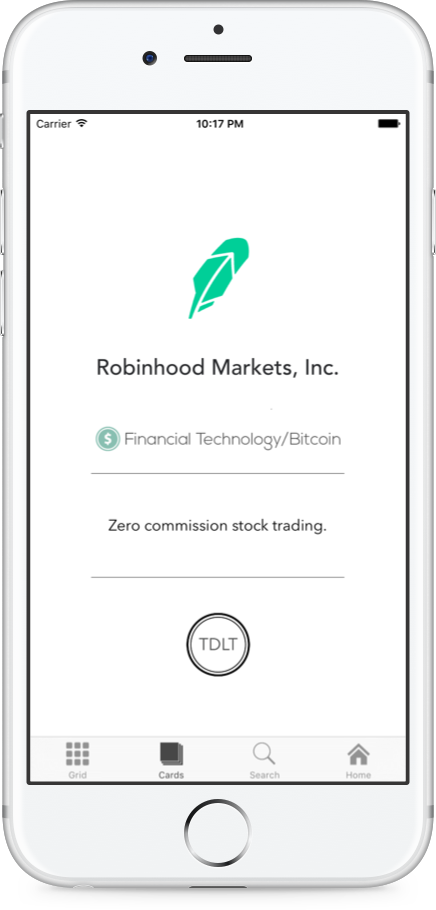 Carrier 10:17 PM
Robinhood Markets, Inc.
$ Financial Technology/Bitcoin
Zero commission stock trading.
TDLT
Grid Cards Search Home